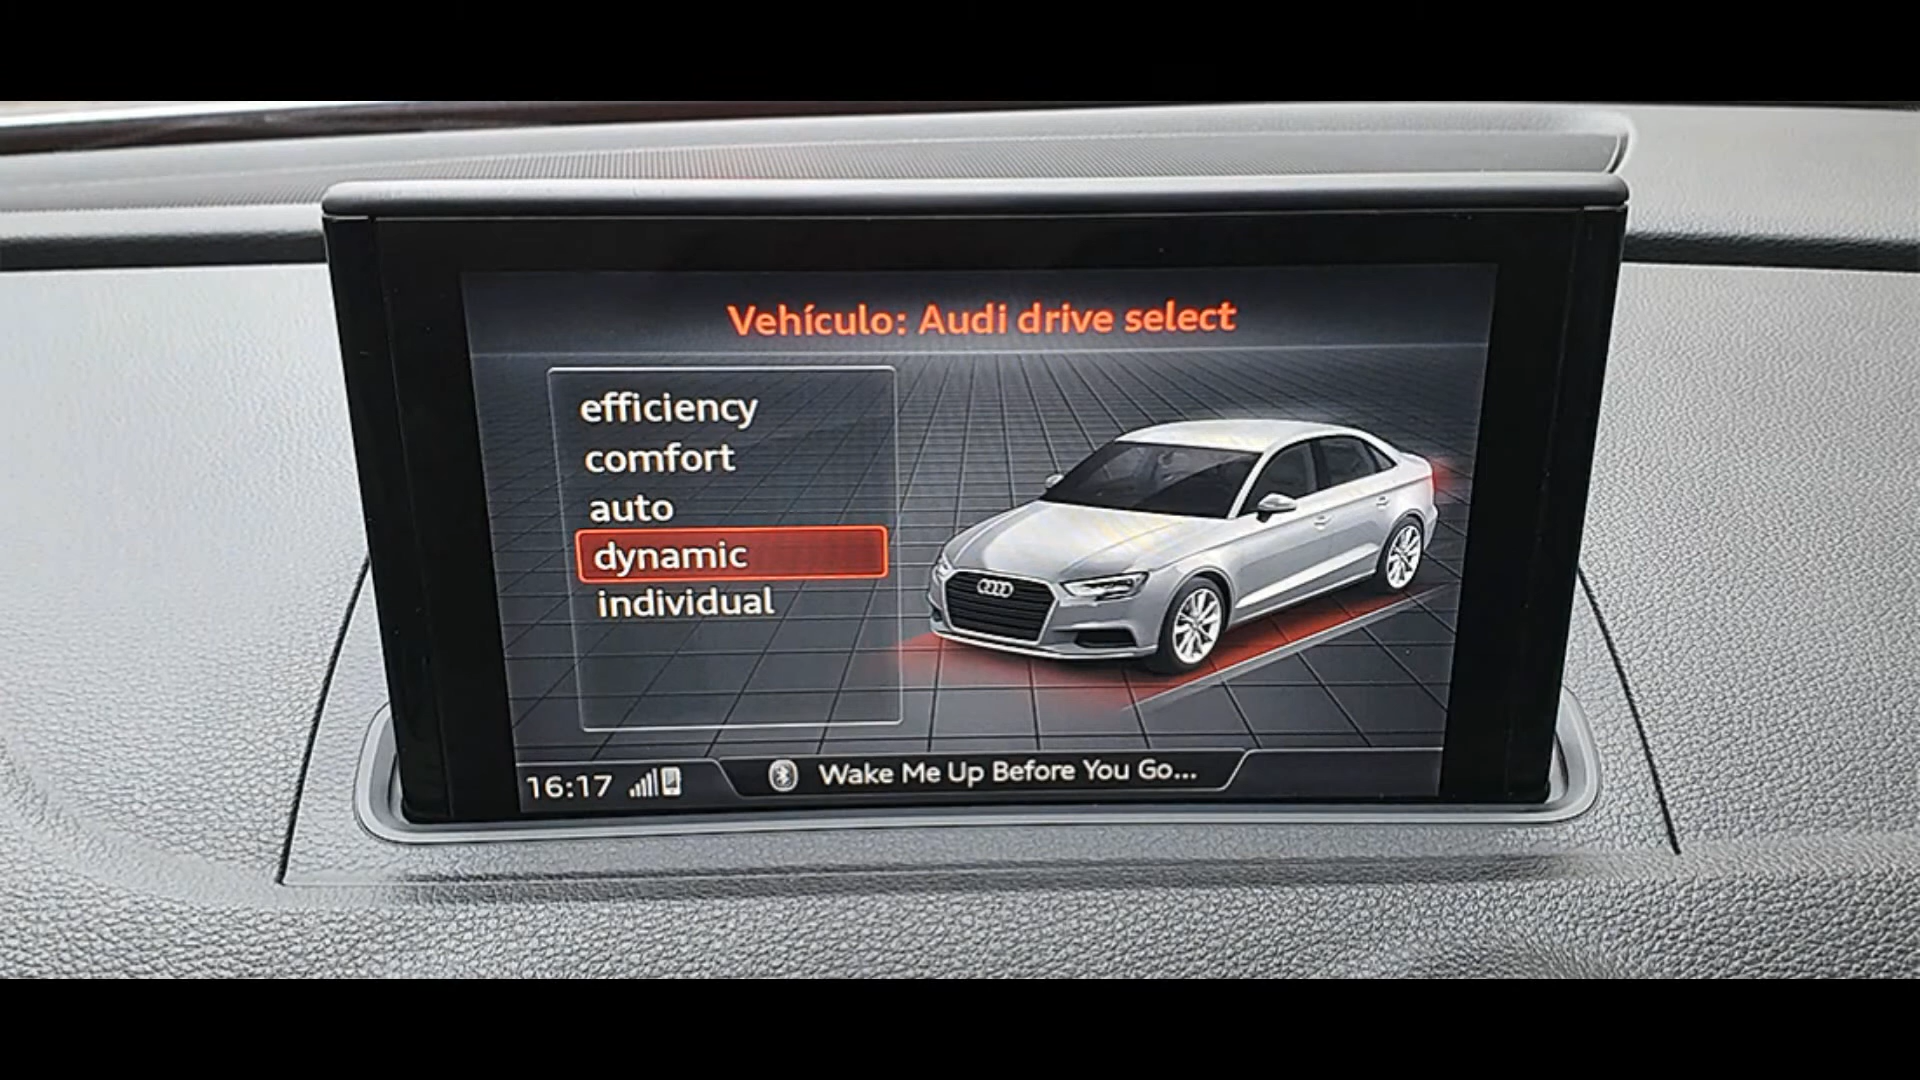 Vehículo: Audi drive select
efficiency
comfort
auto
dynamic
individual
16:17
Wake Me Up Before You Go...